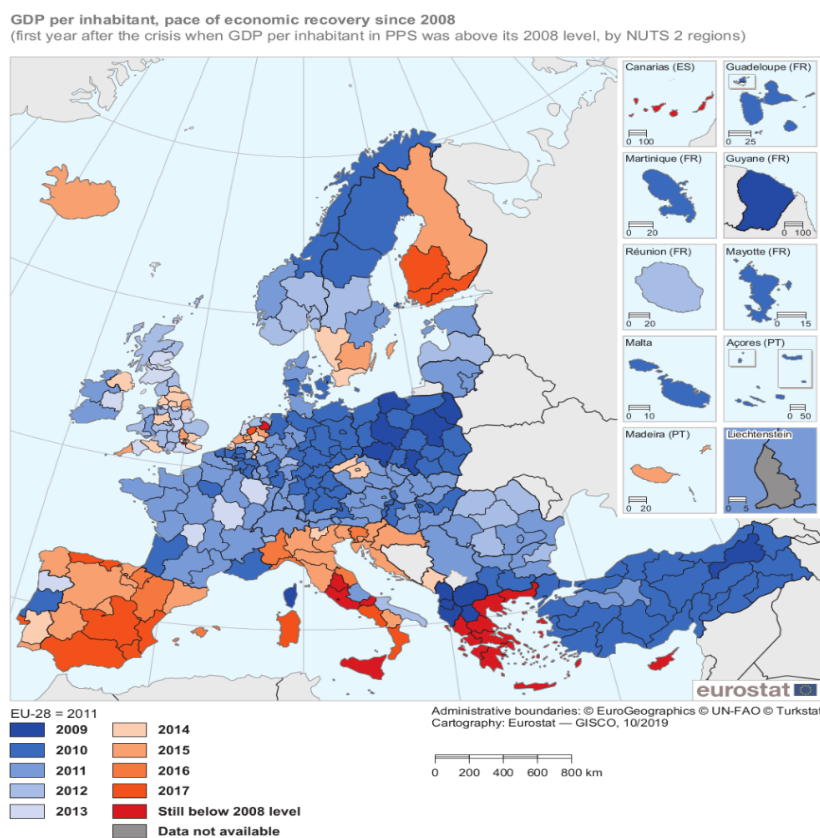 GDP per inhabitant, pace of economic recovery since 2008
(first year after the crisis when GDP per inhabitant in PPS was above its 2008 level, by NUTS 2 regions)
Canarias (ES)
0 100
Guadeloupe (FR)
0 25
Martinique (FR)
0 20
Guyane (FR)
0 100
Réunion (FR)
0 20
Mayotte (FR)
0 15
Malta
0 10
Açores (PT)
0 50
Madeira (PT)
0 20
Liechtenstein
0 5
eurostat
EU-28 = 2011
2009
2010
2011
2012
2013
2014
2015
2016
2017
Still below 2008 level
Data not available
Administrative boundaries: © EuroGeographics © UN-FAO © Turkstat
Cartography: Eurostat — GISCO, 10/2019
0 200 400 600 800 km